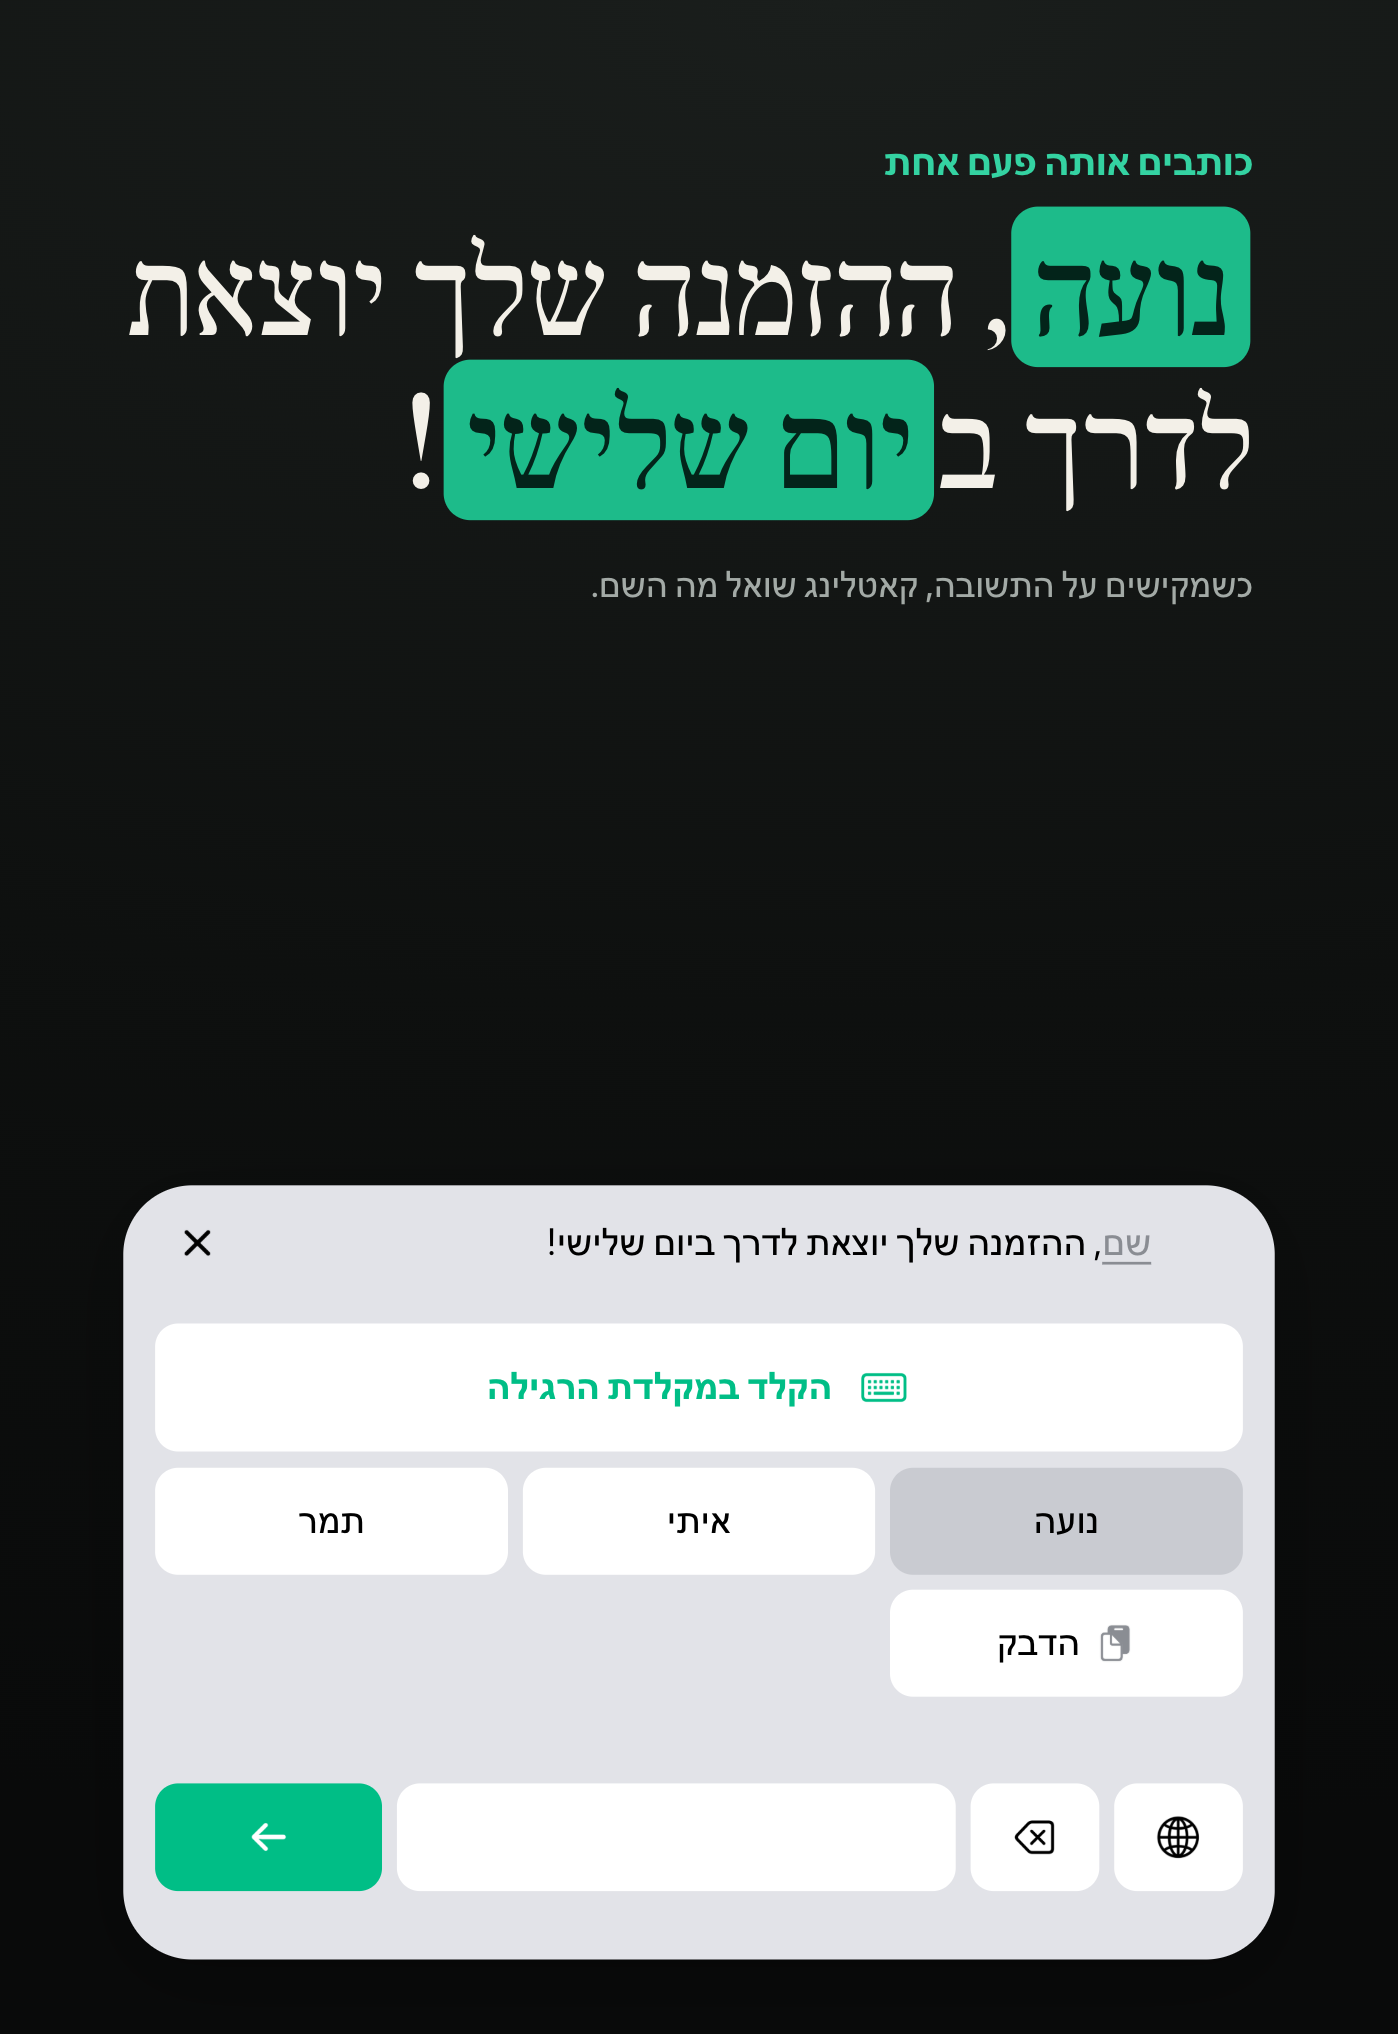 כותבים אותה פעם אחת
נועה, ההזמנה שלך יוצאת
לדרך ביום שלישי!
כשמקישים על התשובה, קאטלינג שואל מה השם.
שם, ההזמנה שלך יוצאת לדרך ביום שלישי!
הקלד במקלדת הרגילה
נועה
איתי
תמר
הדבק